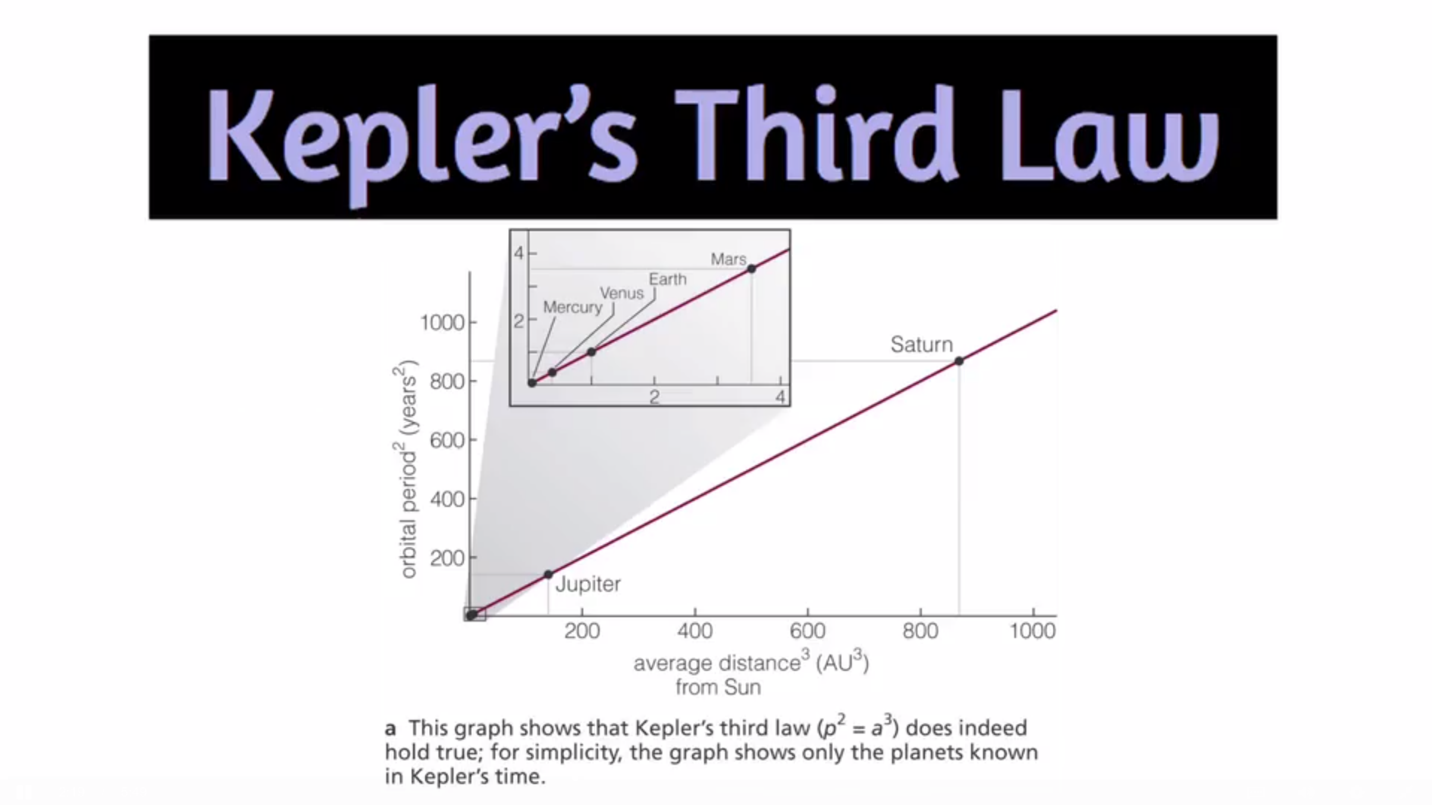 Kepler’s Third Law
4
2
Mars
Earth
Venus
Mercury
2
4
1000
800
600
400
200
orbital period² (years²)
Saturn
Jupiter
200
400
600
800
1000
average distance³ (AU³)
from Sun
a This graph shows that Kepler’s third law (p² = a³) does indeed
hold true; for simplicity, the graph shows only the planets known
in Kepler’s time.